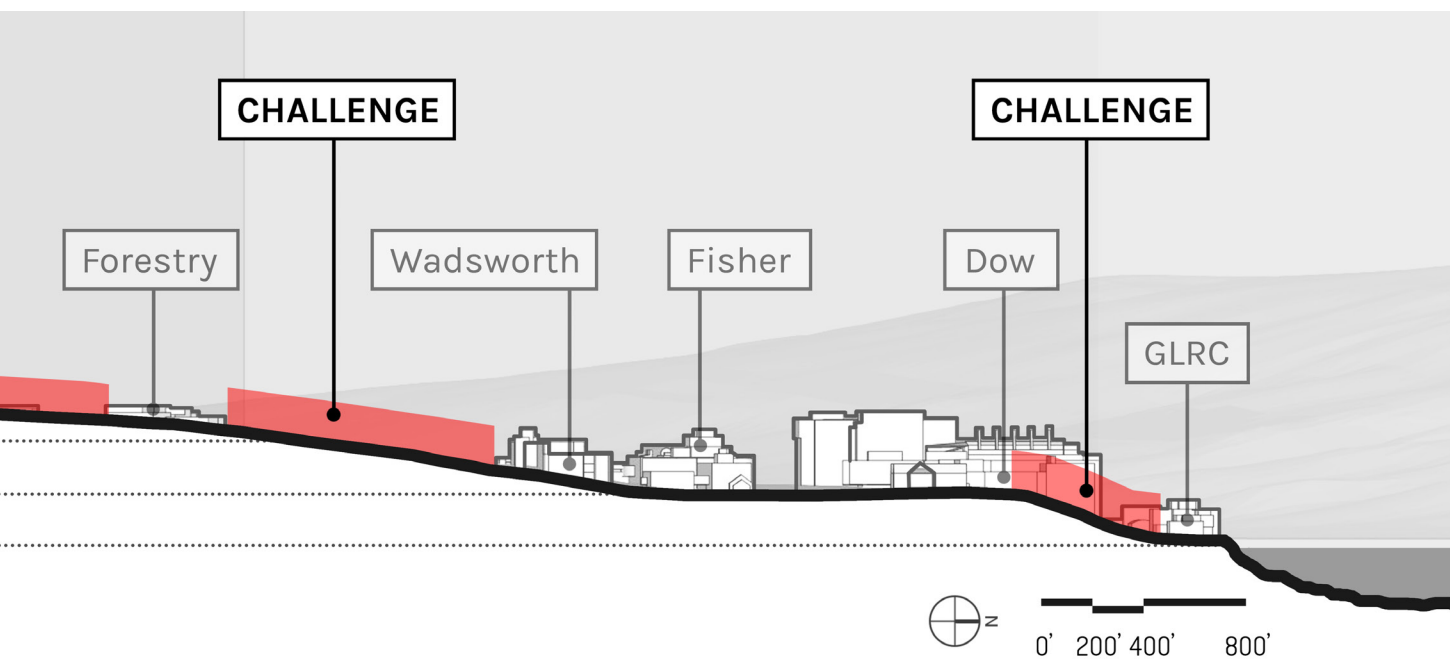 CHALLENGE
CHALLENGE
Forestry
Wadsworth
Fisher
Dow
GLRC
N
0' 200' 400' 800'